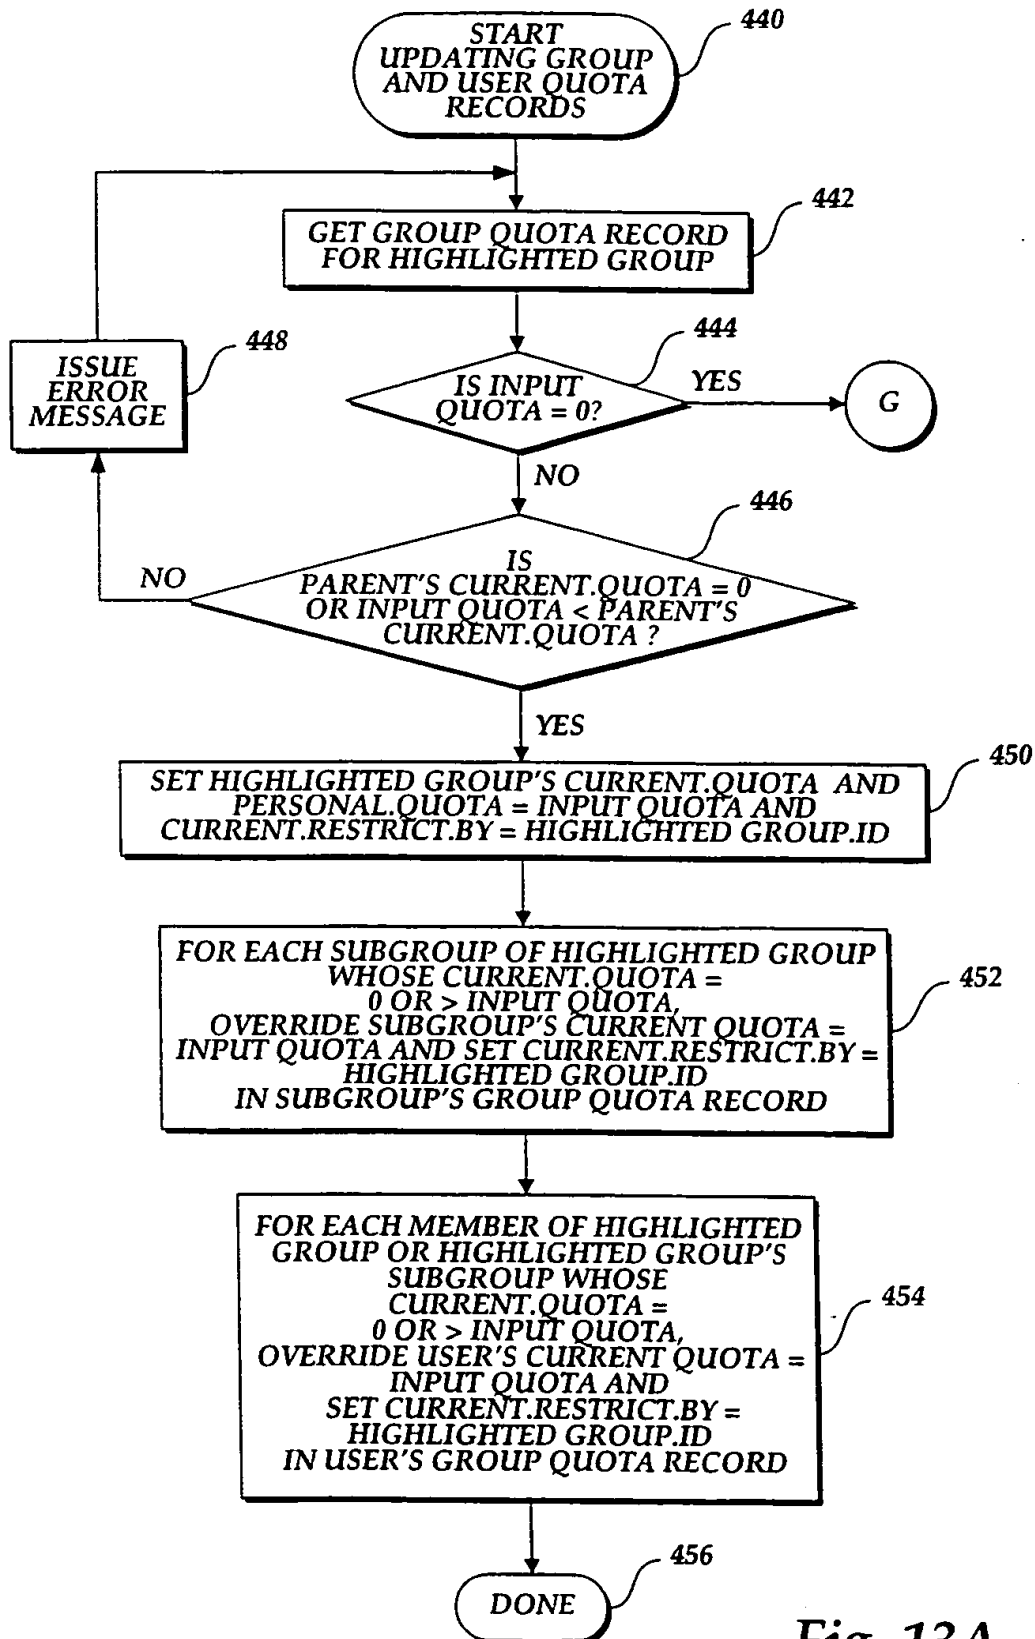 START
UPDATING GROUP
AND USER QUOTA
RECORDS
440
GET GROUP QUOTA RECORD
FOR HIGHLIGHTED GROUP
442
IS INPUT
QUOTA = 0?
444
YES
G
NO
ISSUE
ERROR
MESSAGE
448
IS
PARENT'S CURRENT.QUOTA = 0
OR INPUT QUOTA < PARENT'S
CURRENT.QUOTA ?
446
NO
YES
SET HIGHLIGHTED GROUP'S CURRENT.QUOTA AND
PERSONAL.QUOTA = INPUT QUOTA AND
CURRENT.RESTRICT.BY = HIGHLIGHTED GROUP.ID
450
FOR EACH SUBGROUP OF HIGHLIGHTED GROUP
WHOSE CURRENT.QUOTA =
0 OR > INPUT QUOTA,
OVERRIDE SUBGROUP'S CURRENT QUOTA =
INPUT QUOTA AND SET CURRENT.RESTRICT.BY =
HIGHLIGHTED GROUP.ID
IN SUBGROUP'S GROUP QUOTA RECORD
452
FOR EACH MEMBER OF HIGHLIGHTED
GROUP OR HIGHLIGHTED GROUP'S
SUBGROUP WHOSE
CURRENT.QUOTA =
0 OR > INPUT QUOTA,
OVERRIDE USER'S CURRENT QUOTA =
INPUT QUOTA AND
SET CURRENT.RESTRICT.BY =
HIGHLIGHTED GROUP.ID
IN USER'S GROUP QUOTA RECORD
454
DONE
456
Fig. 13A